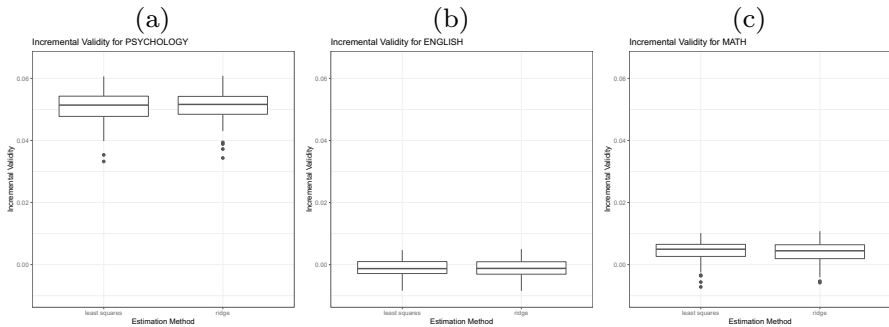 (a) (b) (c)
Incremental Validity for PSYCHOLOGY
0.06
0.04
0.02
0.00
Incremental Validity
least squares ridge
Estimation Method
Incremental Validity for ENGLISH
0.06
0.04
0.02
0.00
Incremental Validity
least squares ridge
Estimation Method
Incremental Validity for MATH
0.06
0.04
0.02
0.00
Incremental Validity
least squares ridge
Estimation Method